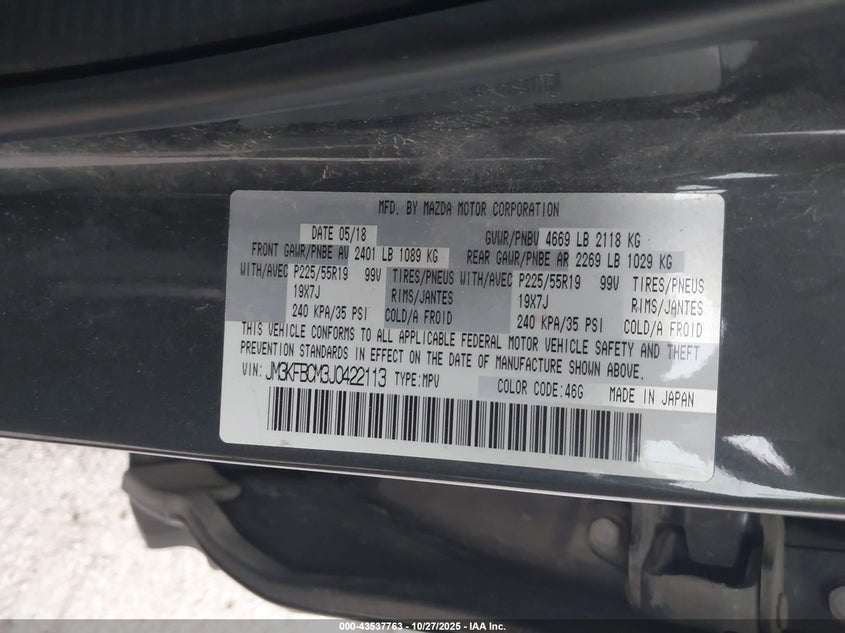 MFD. BY MAZDA MOTOR CORPORATION
DATE 05/18 GVWR/PNBV 4669 LB 2118 KG
FRONT GAWR/PNBE AV 2401 LB 1089 KG REAR GAWR/PNBE AR 2269 LB 1029 KG
WITH/AVEC P225/55R19 99V TIRES/PNEUS WITH/AVEC P225/55R19 99V TIRES/PNEUS
19X7J RIMS/JANTES 19X7J RIMS/JANTES
240 KPA/35 PSI COLD/A FROID 240 KPA/35 PSI COLD/A FROID
THIS VEHICLE CONFORMS TO ALL APPLICABLE FEDERAL MOTOR VEHICLE SAFETY AND THEFT
PREVENTION STANDARDS IN EFFECT ON THE DATE OF MANUFACTURE SHOWN ABOVE.
VIN: JM3KFBCM3J0422113 TYPE:MPV COLOR CODE:46G MADE IN JAPAN
000-43537763 - 10/27/2025 - IAA Inc.